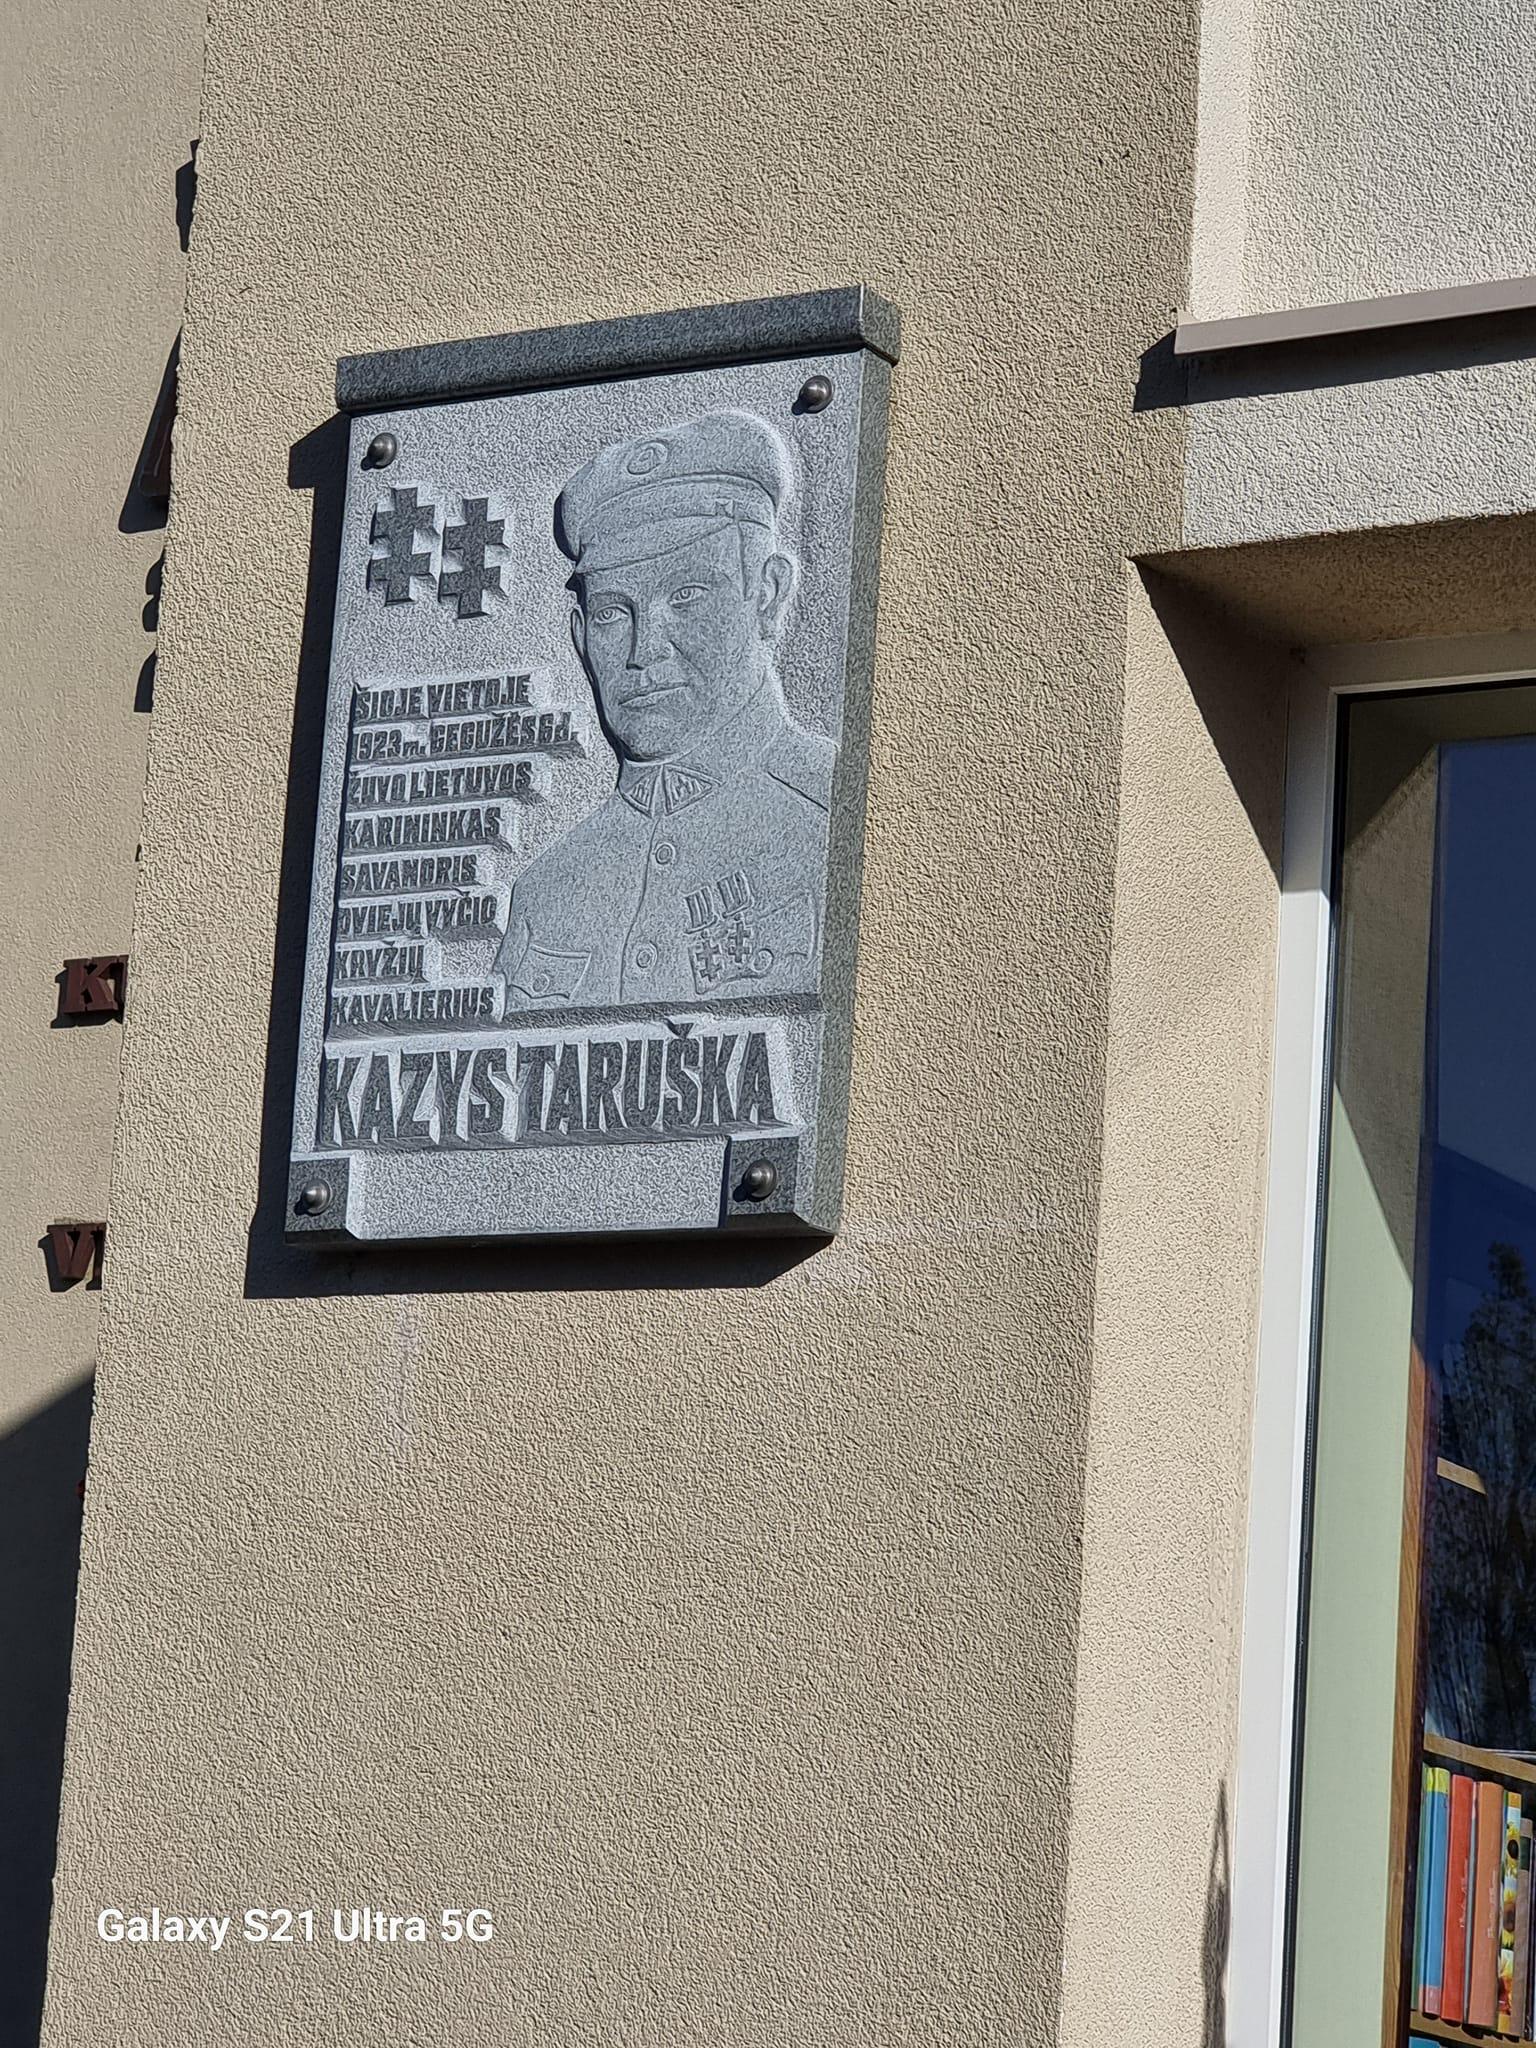 ŠIOJE VIETOJE
1923 m. GEGUŽĖS 6 d.
ŽUVO LIETUVOS
KARININKAS
SAVANORIS
DVIEJŲ VYČIO
KRYŽIŲ
KAVALIERIUS
KAZYS TARUŠKA
Galaxy S21 Ultra 5G